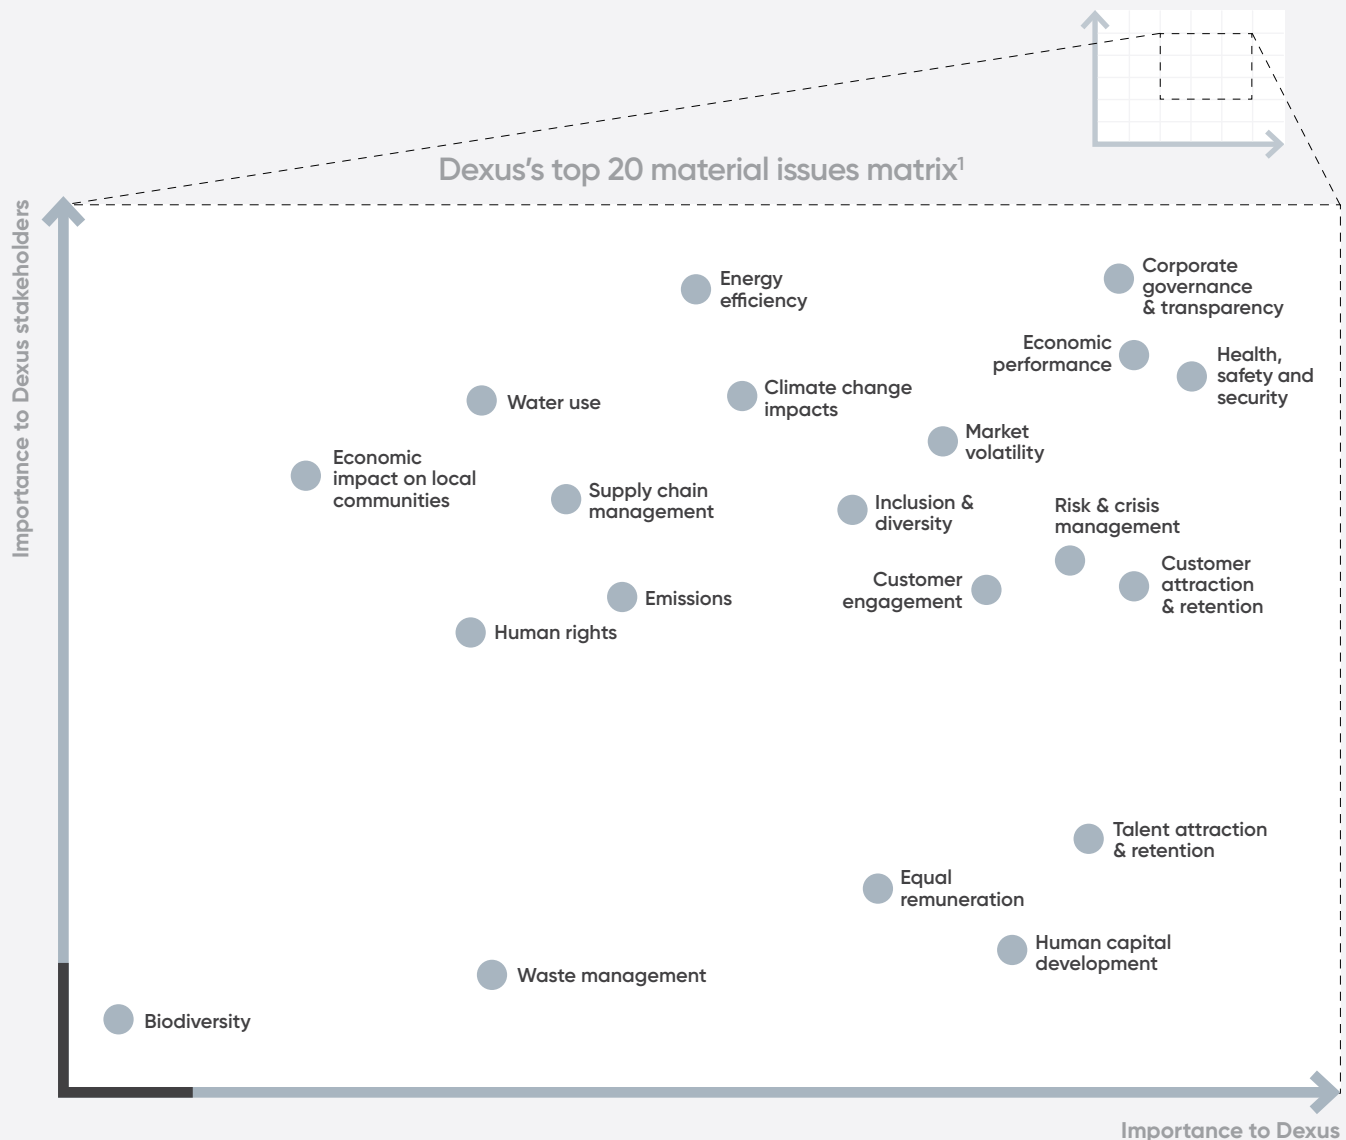 Dexus's top 20 material issues matrix¹
Importance to Dexus stakeholders
Energy
efficiency
Corporate
governance
& transparency
Economic
performance
Health,
safety and
security
Water use
Climate change
impacts
Market
volatility
Economic
impact on local
communities
Supply chain
management
Inclusion &
diversity
Risk & crisis
management
Customer
engagement
Customer
attraction
& retention
Emissions
Human rights
Talent attraction
& retention
Equal
remuneration
Human capital
development
Waste management
Biodiversity
Importance to Dexus